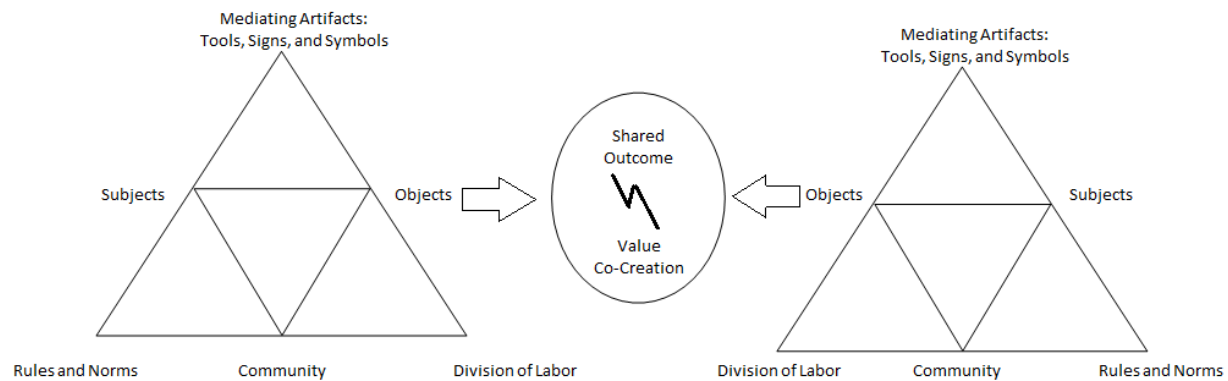 Mediating Artifacts:
Tools, Signs, and Symbols
Subjects
Objects
Rules and Norms
Community
Division of Labor
Shared
Outcome
Value
Co-Creation
Mediating Artifacts:
Tools, Signs, and Symbols
Objects
Subjects
Division of Labor
Community
Rules and Norms